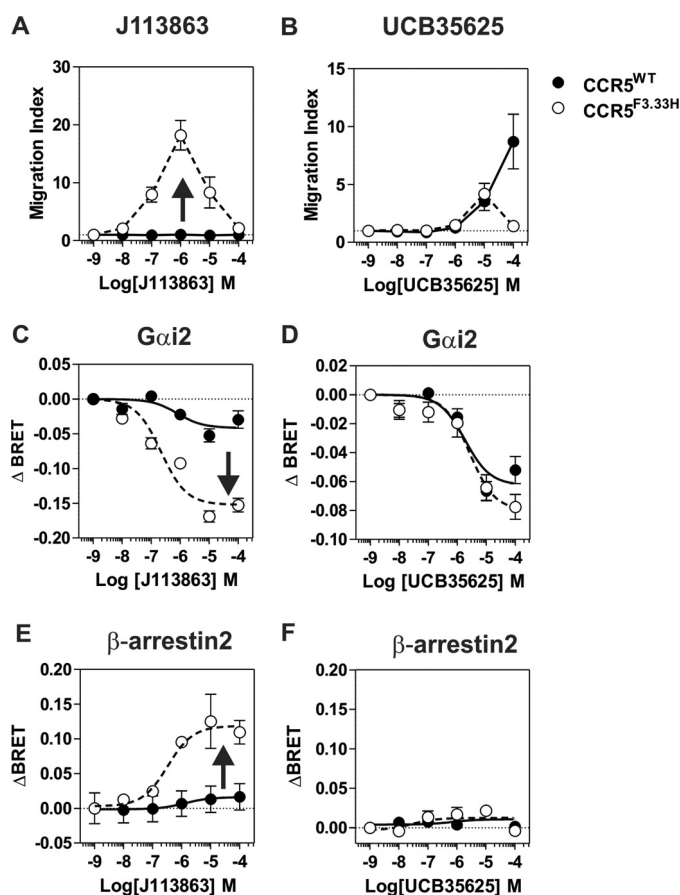 A
J113863
30
20
10
0
Migration Index
-9 -8 -7 -6 -5 -4
Log[J113863] M
B
UCB35625
15
10
5
0
Migration Index
-9 -8 -7 -6 -5 -4
Log[UCB35625] M
CCR5WT
CCR5F3.33H
C
Gαi2
0.05
0.00
-0.05
-0.10
-0.15
-0.20
Δ BRET
-9 -8 -7 -6 -5 -4
Log [J113863] M
D
Gαi2
0.02
0.00
-0.02
-0.04
-0.06
-0.08
-0.10
Δ BRET
-9 -8 -7 -6 -5 -4
Log [UCB35625] M
E
β-arrestin2
0.20
0.15
0.10
0.05
0.00
-0.05
ΔBRET
-9 -8 -7 -6 -5 -4
Log[J113863] M
F
β-arrestin2
0.20
0.15
0.10
0.05
0.00
ΔBRET
-9 -8 -7 -6 -5 -4
Log[UCB35625] M